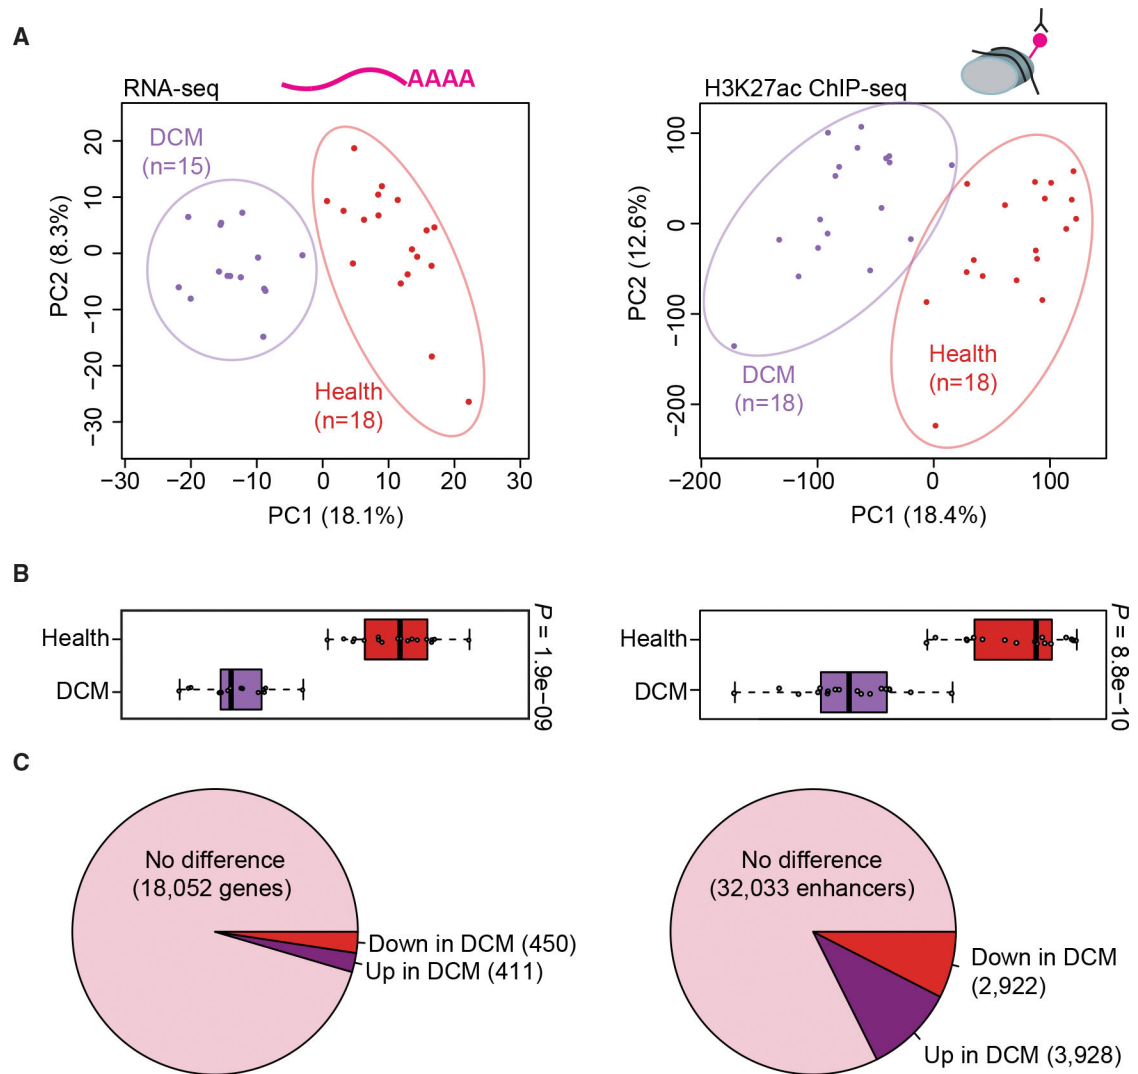 A
RNA-seq
AAAA
DCM
(n=15)
Health
(n=18)
PC2 (8.3%)
20
10
0
−10
−20
−30
−30
−20
−10
0
10
20
30
PC1 (18.1%)
H3K27ac ChIP-seq
DCM
(n=18)
Health
(n=18)
PC2 (12.6%)
100
0
−100
−200
−200
−100
0
100
PC1 (18.4%)
B
Health
DCM
P = 1.9e−09
Health
DCM
P = 8.8e−10
C
No difference
(18,052 genes)
Down in DCM (450)
Up in DCM (411)
No difference
(32,033 enhancers)
Down in DCM
(2,922)
Up in DCM (3,928)